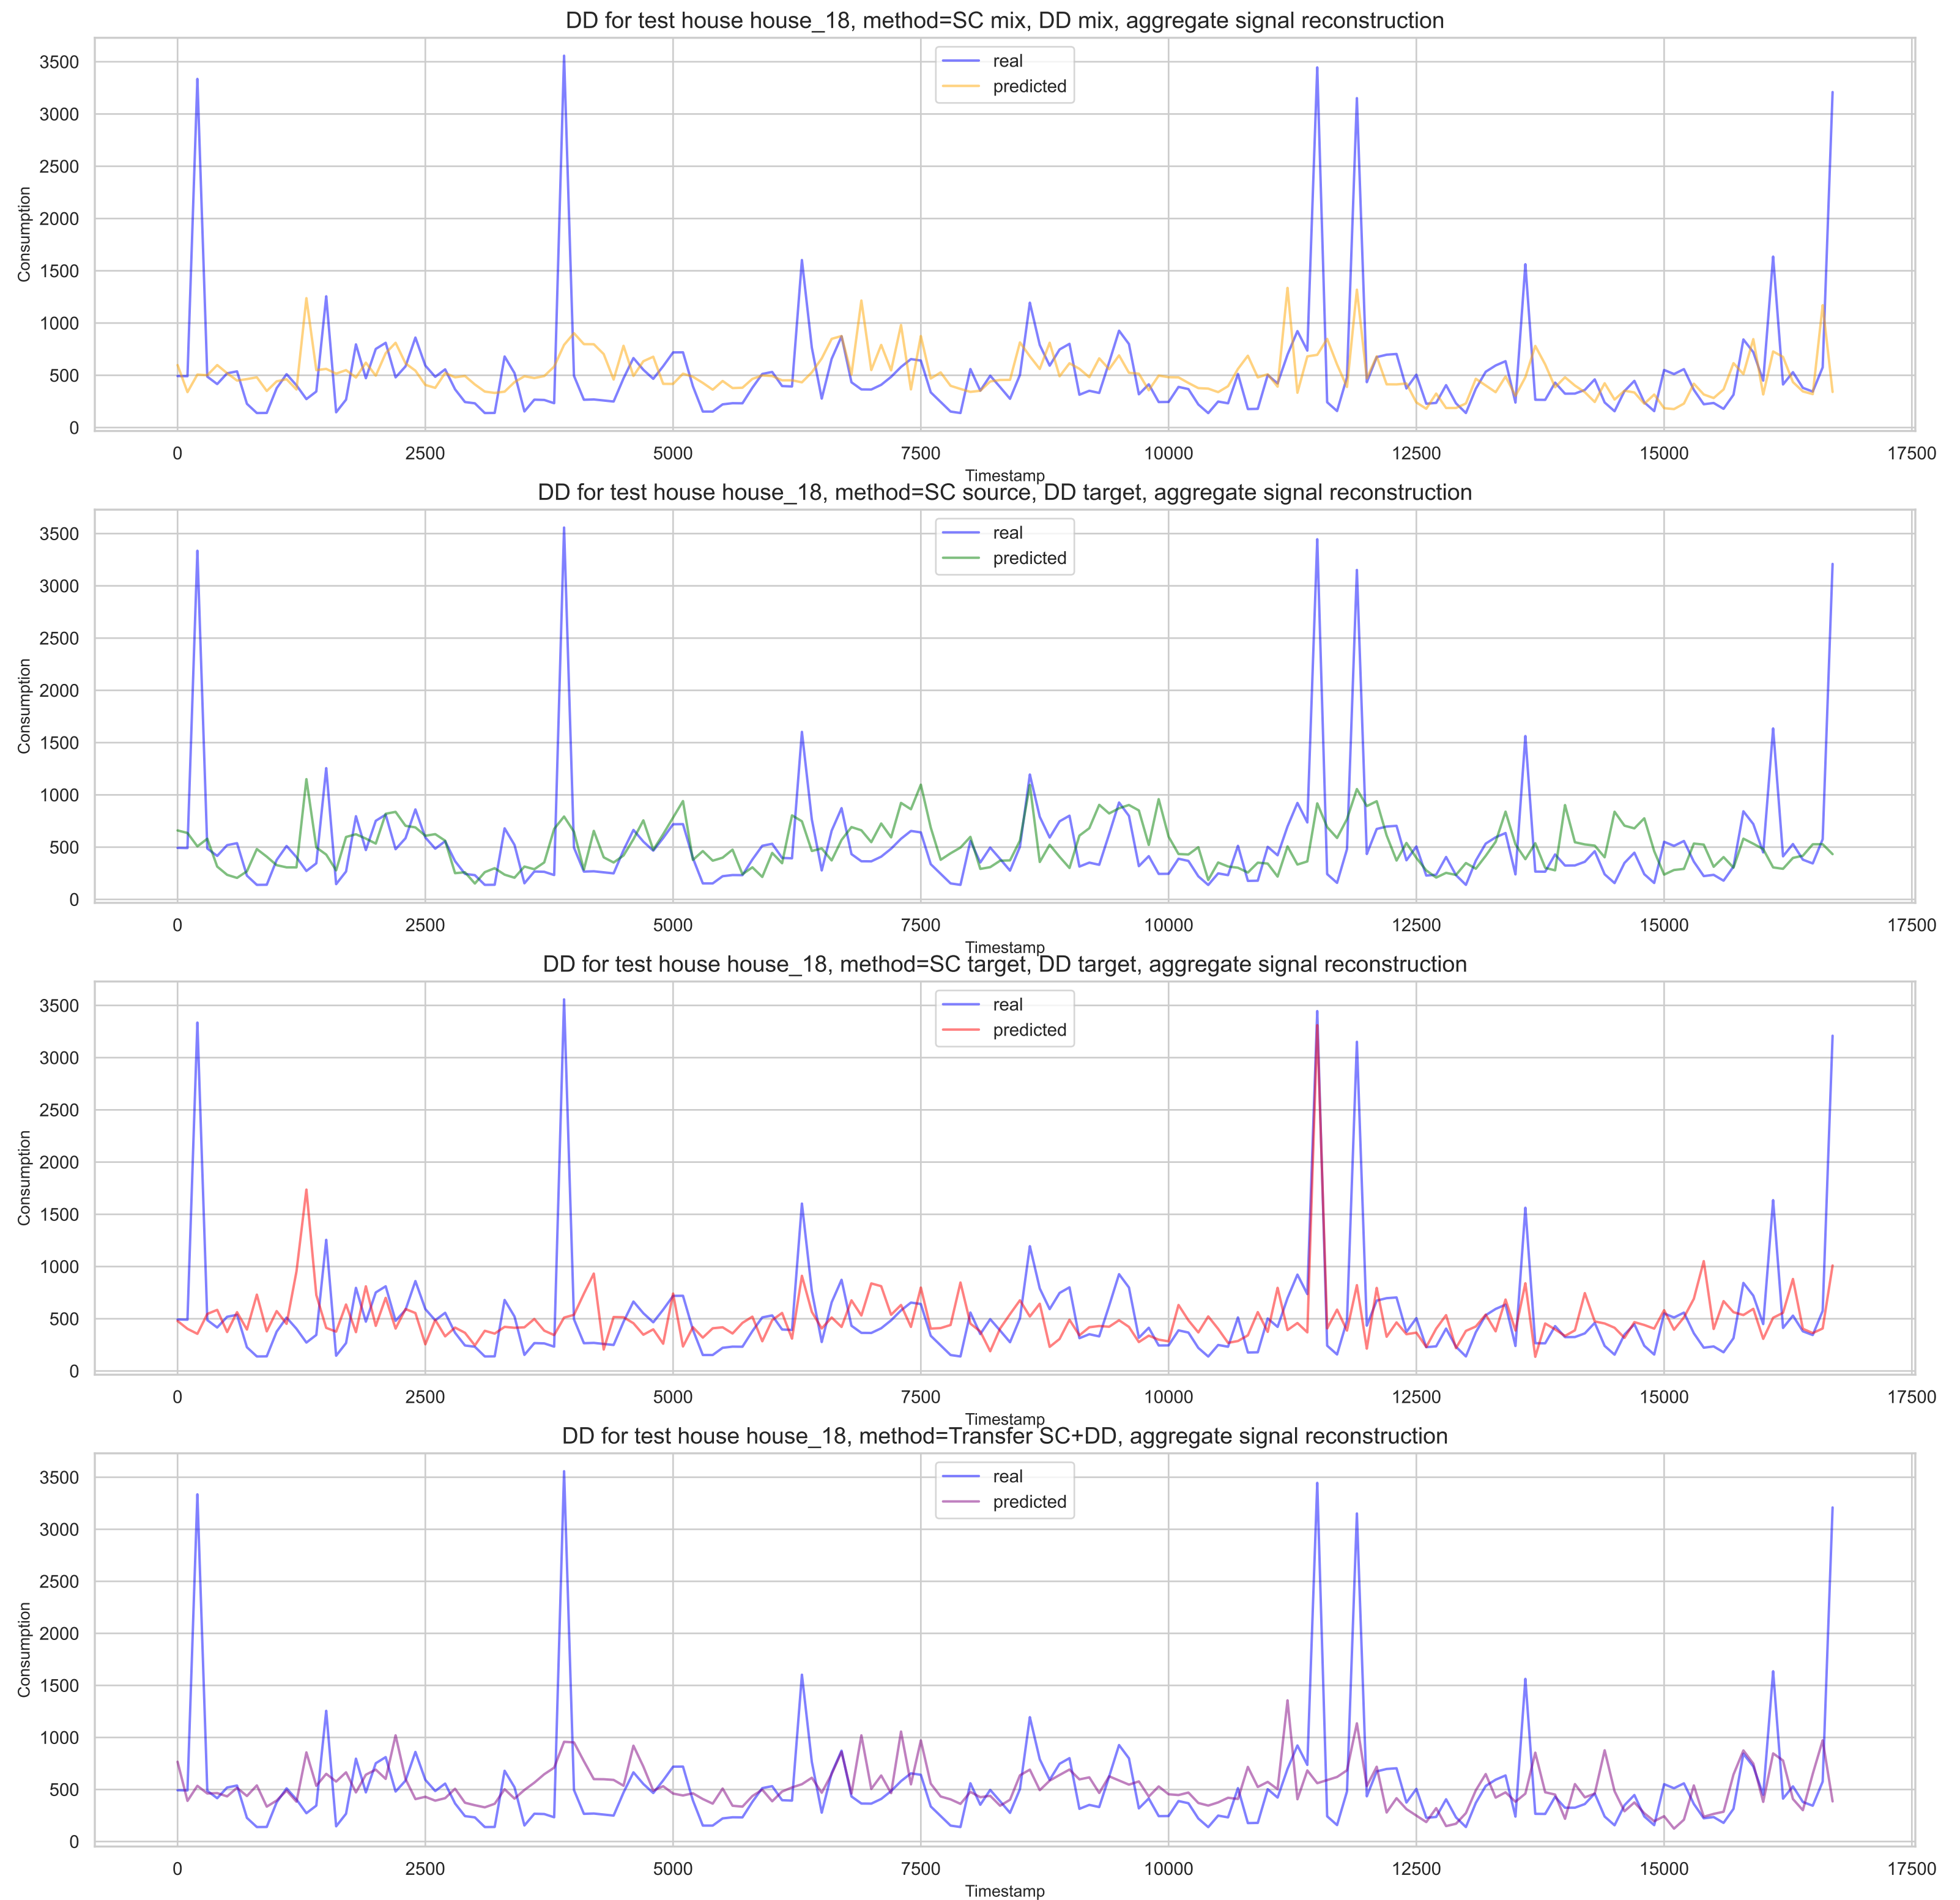 DD for test house house_18, method=SC mix, DD mix, aggregate signal reconstruction
real
predicted
3500
3000
2500
2000
1500
1000
500
0
Consumption
0 2500 5000 7500 10000 12500 15000 17500
Timestamp
DD for test house house_18, method=SC source, DD target, aggregate signal reconstruction
real
predicted
3500
3000
2500
2000
1500
1000
500
0
Consumption
0 2500 5000 7500 10000 12500 15000 17500
Timestamp
DD for test house house_18, method=SC target, DD target, aggregate signal reconstruction
real
predicted
3500
3000
2500
2000
1500
1000
500
0
Consumption
0 2500 5000 7500 10000 12500 15000 17500
Timestamp
DD for test house house_18, method=Transfer SC+DD, aggregate signal reconstruction
real
predicted
3500
3000
2500
2000
1500
1000
500
0
Consumption
0 2500 5000 7500 10000 12500 15000 17500
Timestamp